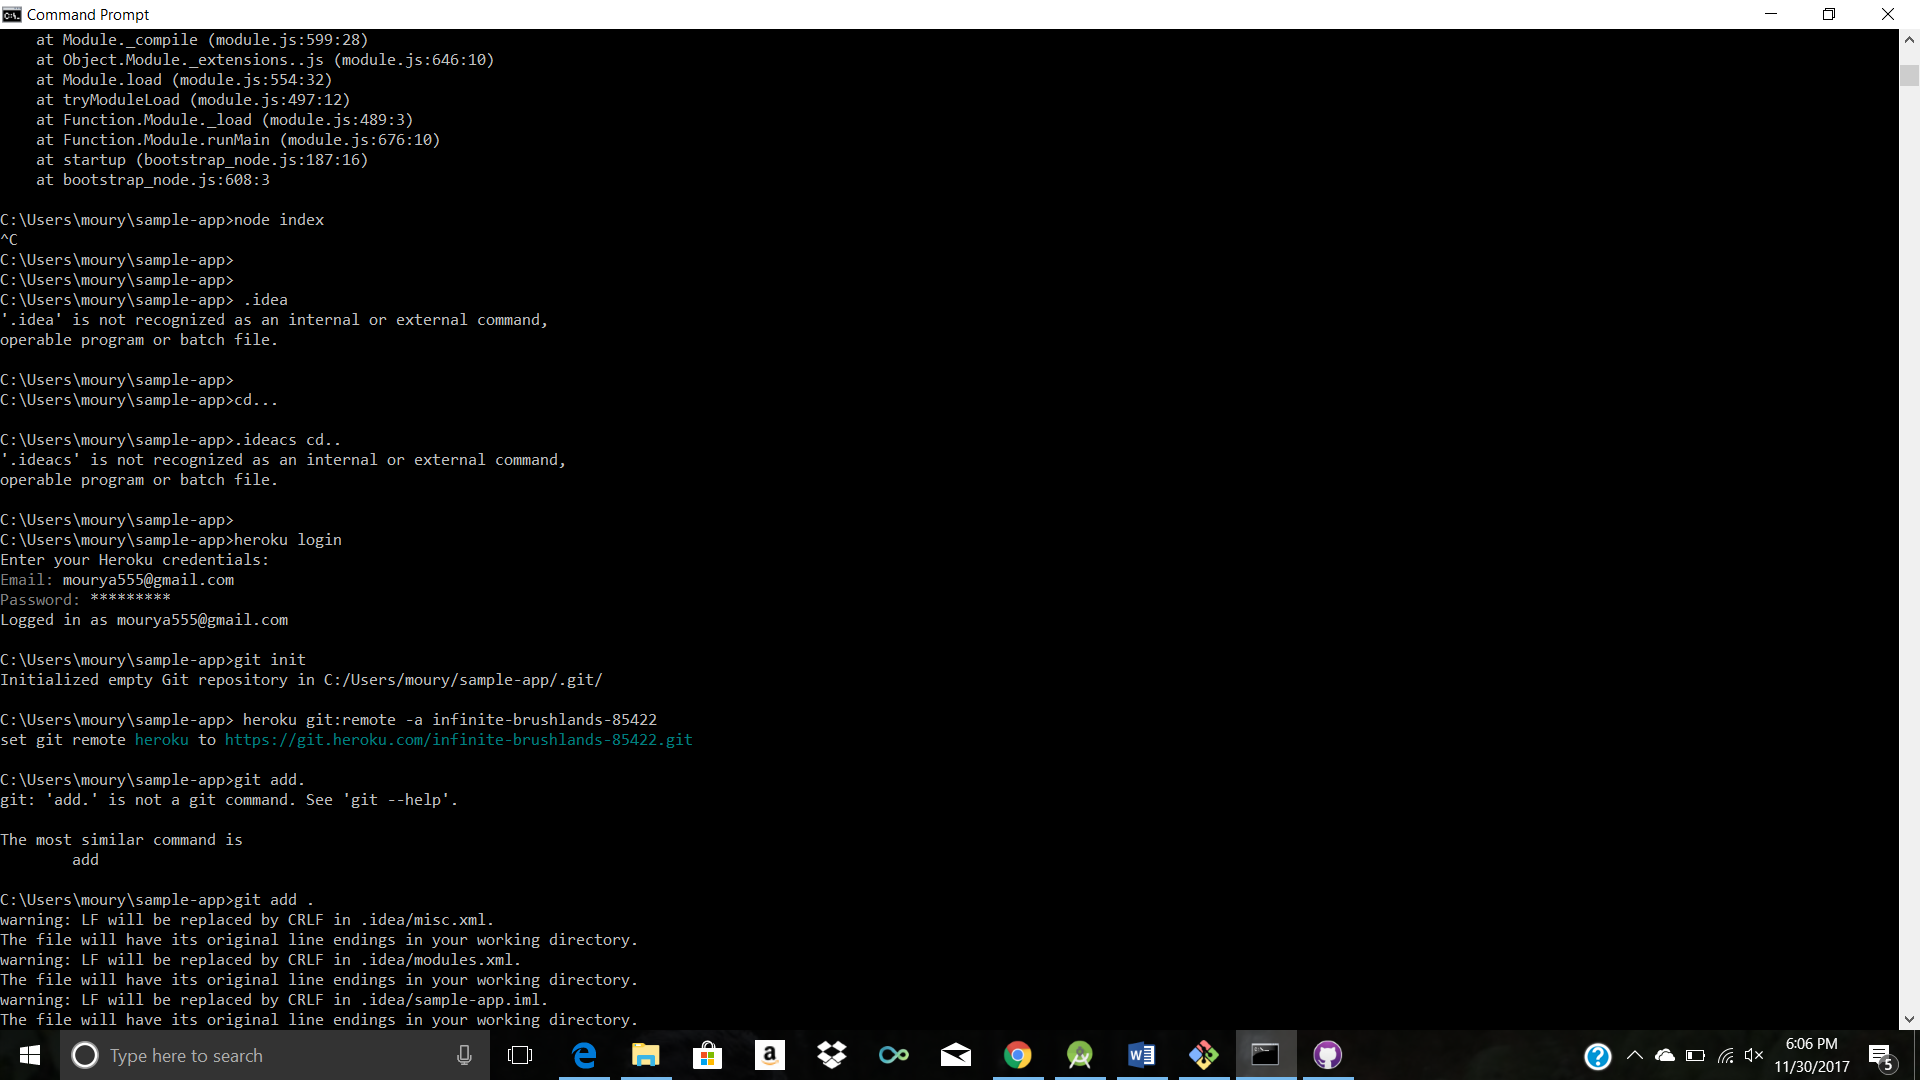 Command Prompt
at Module._compile (module.js:599:28)
at Object.Module._extensions..js (module.js:646:10)
at Module.load (module.js:554:32)
at tryModuleLoad (module.js:497:12)
at Function.Module._load (module.js:489:3)
at Function.Module.runMain (module.js:676:10)
at startup (bootstrap_node.js:187:16)
at bootstrap_node.js:608:3
C:\Users\moury\sample-app>node index
^C
C:\Users\moury\sample-app>
C:\Users\moury\sample-app>
C:\Users\moury\sample-app> .idea
'.idea' is not recognized as an internal or external command,
operable program or batch file.
C:\Users\moury\sample-app>
C:\Users\moury\sample-app>cd...
C:\Users\moury\sample-app>.ideacs cd..
'.ideacs' is not recognized as an internal or external command,
operable program or batch file.
C:\Users\moury\sample-app>
C:\Users\moury\sample-app>heroku login
Enter your Heroku credentials:
Email: mourya555@gmail.com
Password: *********
Logged in as mourya555@gmail.com
C:\Users\moury\sample-app>git init
Initialized empty Git repository in C:/Users/moury/sample-app/.git/
C:\Users\moury\sample-app> heroku git:remote -a infinite-brushlands-85422
set git remote heroku to https://git.heroku.com/infinite-brushlands-85422.git
C:\Users\moury\sample-app>git add.
git: 'add.' is not a git command. See 'git --help'.
The most similar command is
add
C:\Users\moury\sample-app>git add .
warning: LF will be replaced by CRLF in .idea/misc.xml.
The file will have its original line endings in your working directory.
warning: LF will be replaced by CRLF in .idea/modules.xml.
The file will have its original line endings in your working directory.
warning: LF will be replaced by CRLF in .idea/sample-app.iml.
The file will have its original line endings in your working directory.
Type here to search
6:06 PM
11/30/2017
5